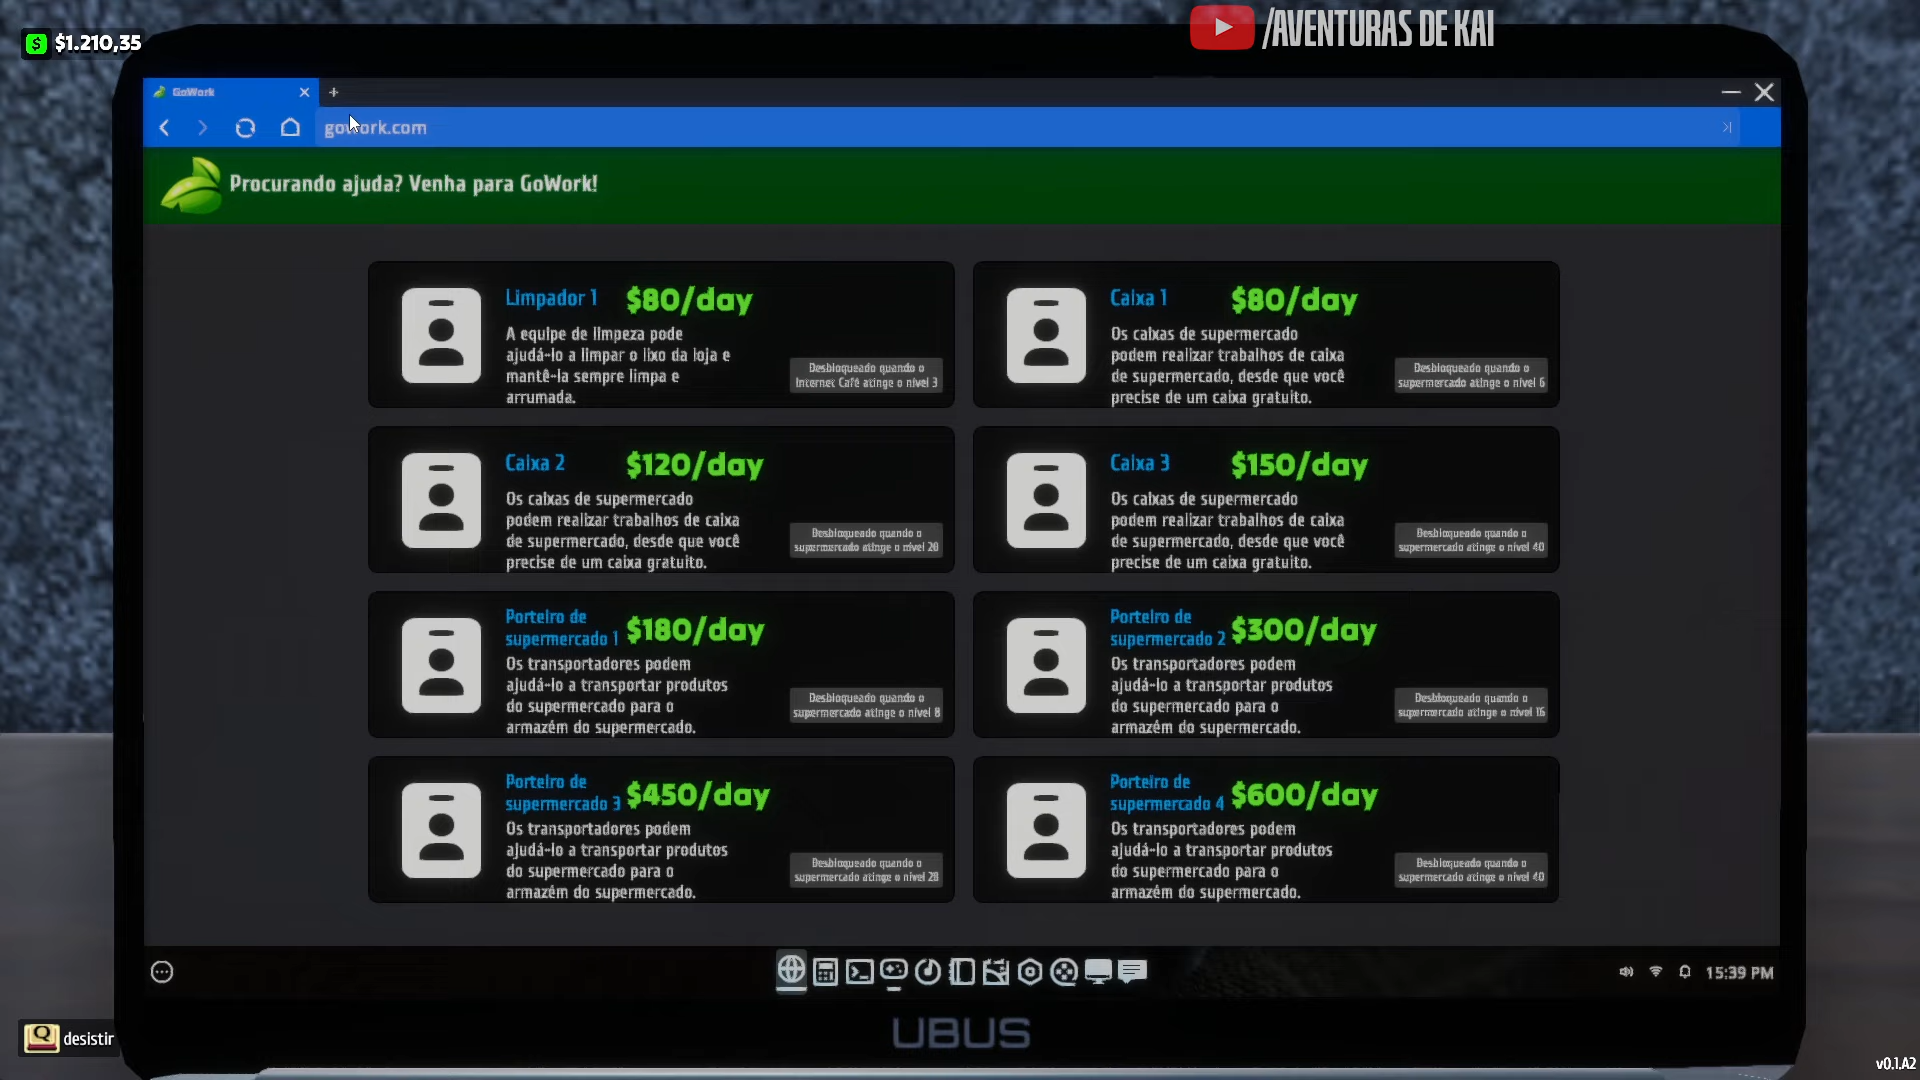 $1.210,35
/AVENTURAS DE KAI
GoWork
gowork.com
Procurando ajuda? Venha para GoWork!
Limpador 1 $80/day
A equipe de limpeza pode
ajudá-lo a limpar o lixo da loja e
mantê-la sempre limpa e
arrumada.
Desbloqueado quando o
Internet Café atinge o nível 3
Caixa 1 $80/day
Os caixas de supermercado
podem realizar trabalhos de caixa
de supermercado, desde que você
precise de um caixa gratuito.
Desbloqueado quando o
supermercado atinge o nível 6
Caixa 2 $120/day
Os caixas de supermercado
podem realizar trabalhos de caixa
de supermercado, desde que você
precise de um caixa gratuito.
Desbloqueado quando o
supermercado atinge o nível 20
Caixa 3 $150/day
Os caixas de supermercado
podem realizar trabalhos de caixa
de supermercado, desde que você
precise de um caixa gratuito.
Desbloqueado quando o
supermercado atinge o nível 40
Porteiro de
supermercado 1 $180/day
Os transportadores podem
ajudá-lo a transportar produtos
do supermercado para o
armazém do supermercado.
Desbloqueado quando o
supermercado atinge o nível 8
Porteiro de
supermercado 2 $300/day
Os transportadores podem
ajudá-lo a transportar produtos
do supermercado para o
armazém do supermercado.
Desbloqueado quando o
supermercado atinge o nível 16
Porteiro de
supermercado 3 $450/day
Os transportadores podem
ajudá-lo a transportar produtos
do supermercado para o
armazém do supermercado.
Desbloqueado quando o
supermercado atinge o nível 28
Porteiro de
supermercado 4 $600/day
Os transportadores podem
ajudá-lo a transportar produtos
do supermercado para o
armazém do supermercado.
Desbloqueado quando o
supermercado atinge o nível 40
15:39 PM
UBUS
Q desistir
v0.1.A2